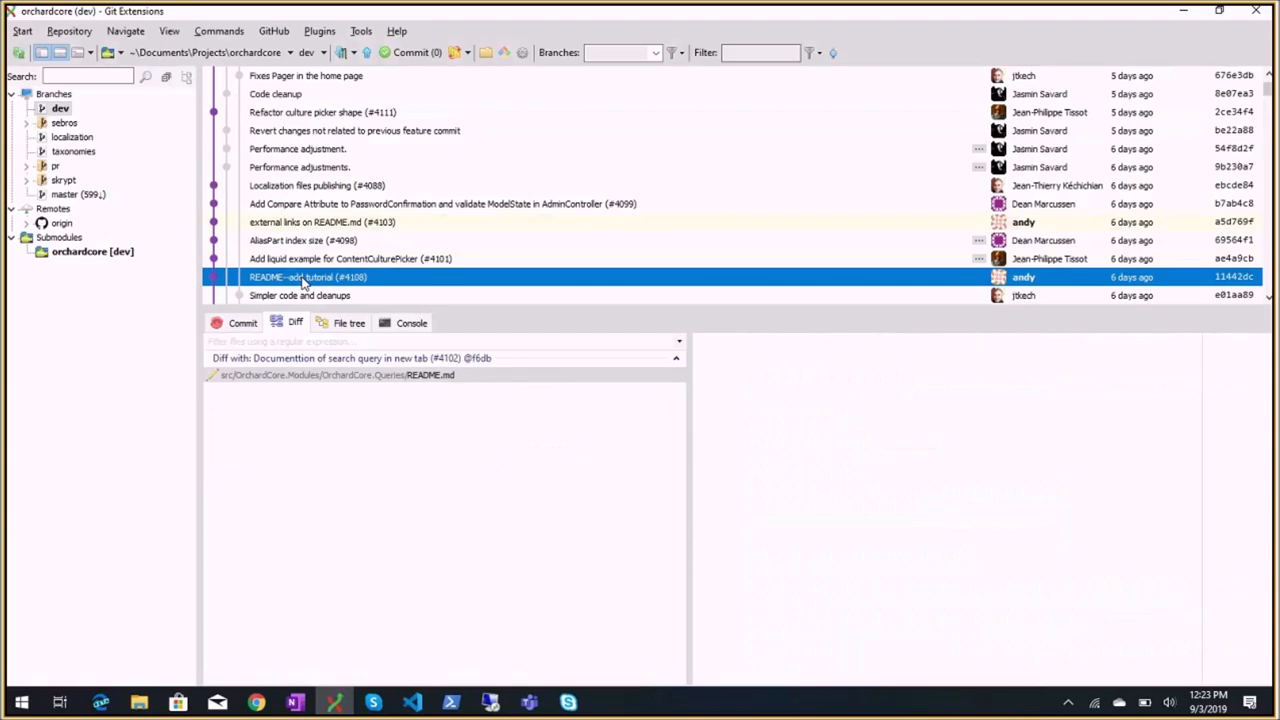 orchardcore (dev) - Git Extensions
Start Repository Navigate View Commands GitHub Plugins Tools Help
~\Documents\Projects\orchardcore dev Commit (0) Branches: Filter:
Search:
Branches
dev
sebros
localization
taxonomies
pr
skrypt
master (599↓)
Remotes
origin
Submodules
orchardcore [dev]
Fixes Pager in the home page jtkech 5 days ago 676e3db
Code cleanup Jasmin Savard 5 days ago 8e07ea3
Refactor culture picker shape (#4111) Jean-Philippe Tissot 5 days ago 2ce34f4
Revert changes not related to previous feature commit Jasmin Savard 6 days ago be22a88
Performance adjustment. ... Jasmin Savard 6 days ago 54f8d2f
Performance adjustments. ... Jasmin Savard 6 days ago 9b230a7
Localization files publishing (#4088) Jean-Thierry Kéchichian 6 days ago ebcde84
Add Compare Attribute to PasswordConfirmation and validate ModelState in AdminController (#4099) Dean Marcussen 6 days ago b7ab4c8
external links on README.md (#4103) andy 6 days ago a5d769f
AliasPart index size (#4098) ... Dean Marcussen 6 days ago 69564f1
Add liquid example for ContentCulturePicker (#4101) ... Jean-Philippe Tissot 6 days ago ae4a9cb
README--add tutorial (#4108) andy 6 days ago 11442dc
Simpler code and cleanups jtkech 6 days ago e01aa89
Commit Diff File tree Console
Filter files using a regular expression...
Diff with: Documenttion of search query in new tab (#4102) @f6db
src/OrchardCore.Modules/OrchardCore.Queries/README.md
12:23 PM
9/3/2019